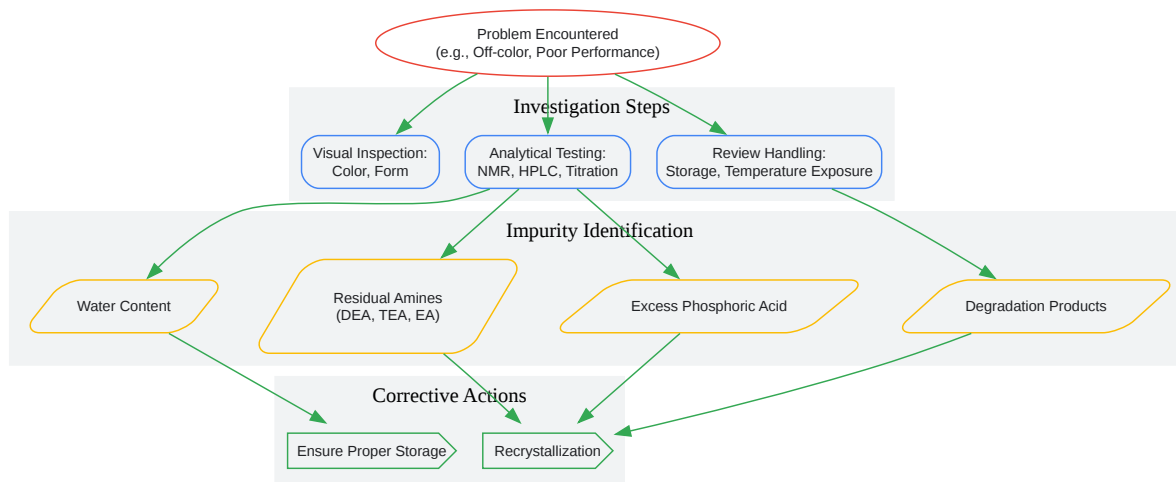 Problem Encountered
(e.g., Off-color, Poor Performance)
Investigation Steps
Visual Inspection:
Color, Form
Analytical Testing:
NMR, HPLC, Titration
Review Handling:
Storage, Temperature Exposure
Impurity Identification
Water Content
Residual Amines
(DEA, TEA, EA)
Excess Phosphoric Acid
Degradation Products
Corrective Actions
Ensure Proper Storage
Recrystallization